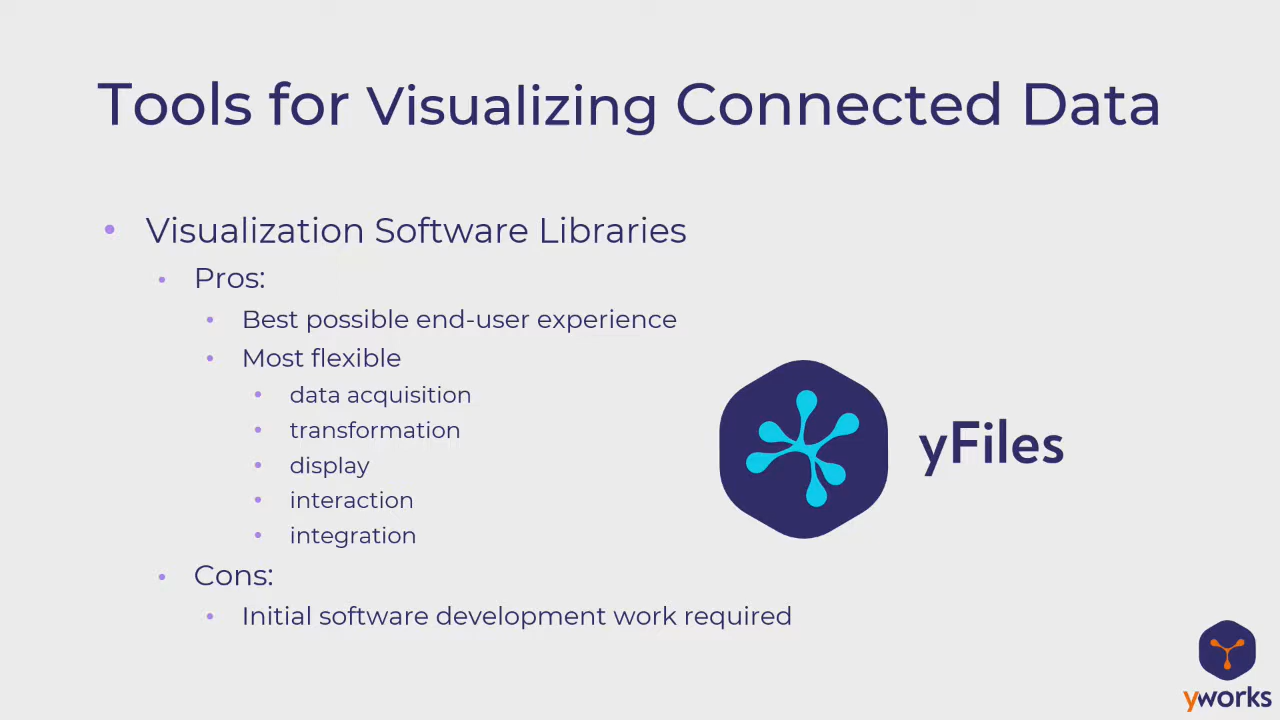 Tools for Visualizing Connected Data
Visualization Software Libraries
Pros:
Best possible end-user experience
Most flexible
data acquisition
transformation
display
interaction
integration
Cons:
Initial software development work required
yFiles
yworks